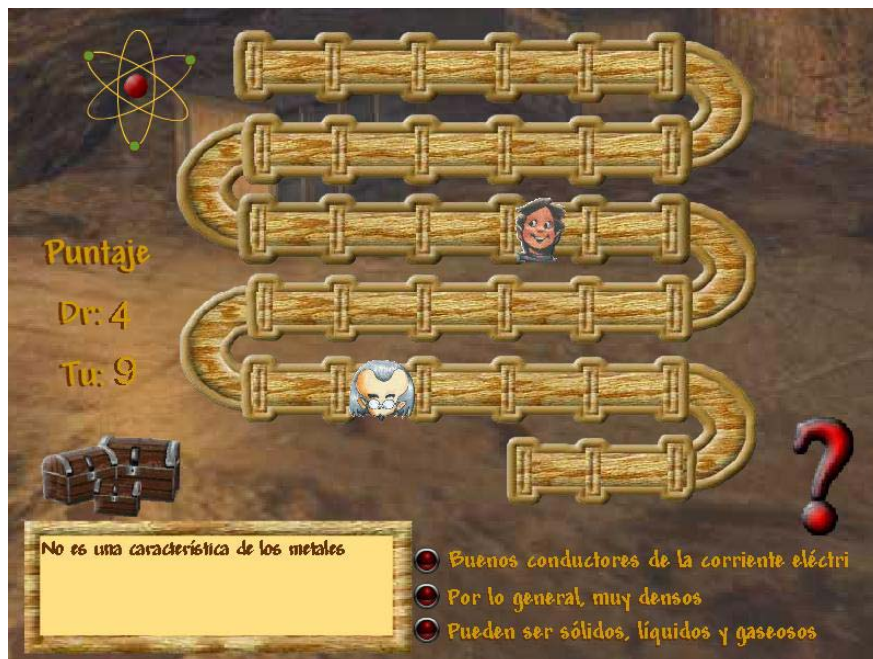 Puntaje
Dr: 4
Tu: 9
No es una característica de los metales
Buenos conductores de la corriente eléctri
Por lo general, muy densos
Pueden ser sólidos, líquidos y gaseosos